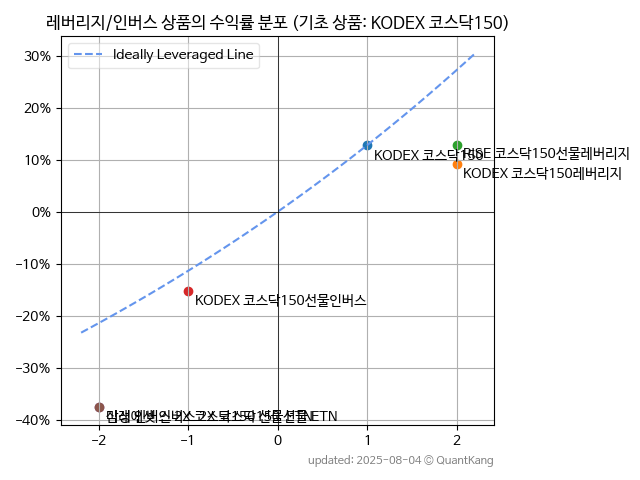 레버리지/인버스 상품의 수익률 분포 (기초 상품: KODEX 코스닥150)
Ideally Leveraged Line
30%
20%
10%
0%
-10%
-20%
-30%
-40%
KODEX 코스닥150
RISE 코스닥150선물레버리지
KODEX 코스닥150레버리지
KODEX 코스닥150선물인버스
ETN
-2
-1
0
1
2
updated: 2025-08-04 © QuantKang